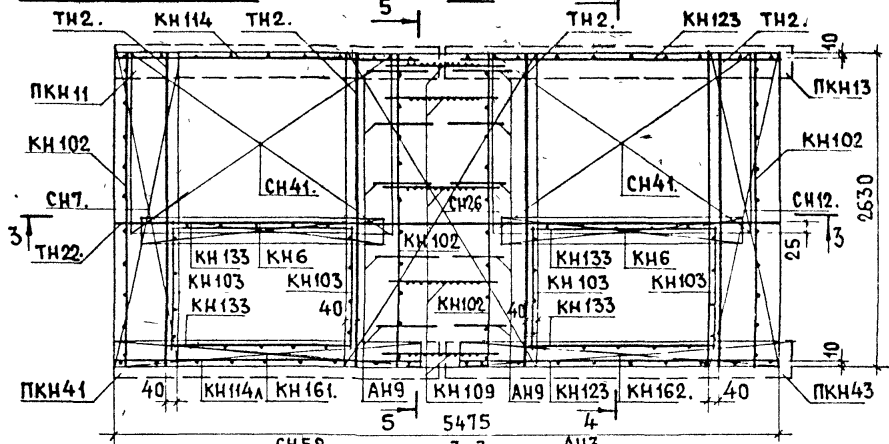 5
ТН2. КН114 ТН2. ТН2. КН123 ТН2.
10
ПКН11 ПКН13
КН102 КН102
СН41. СН26 СН41.
СН7. СН12.
2630
3 3
КН102
25
ТН22.
КН133 КН6 КН133 КН6
КН103 КН103 КН103 КН103
КН102
40 40
КН133 КН133
10
ПКН41 40 КН114Л КН161. АН9 КН109 АН9 КН123 КН162. 40 ПКН43
5 5475 4